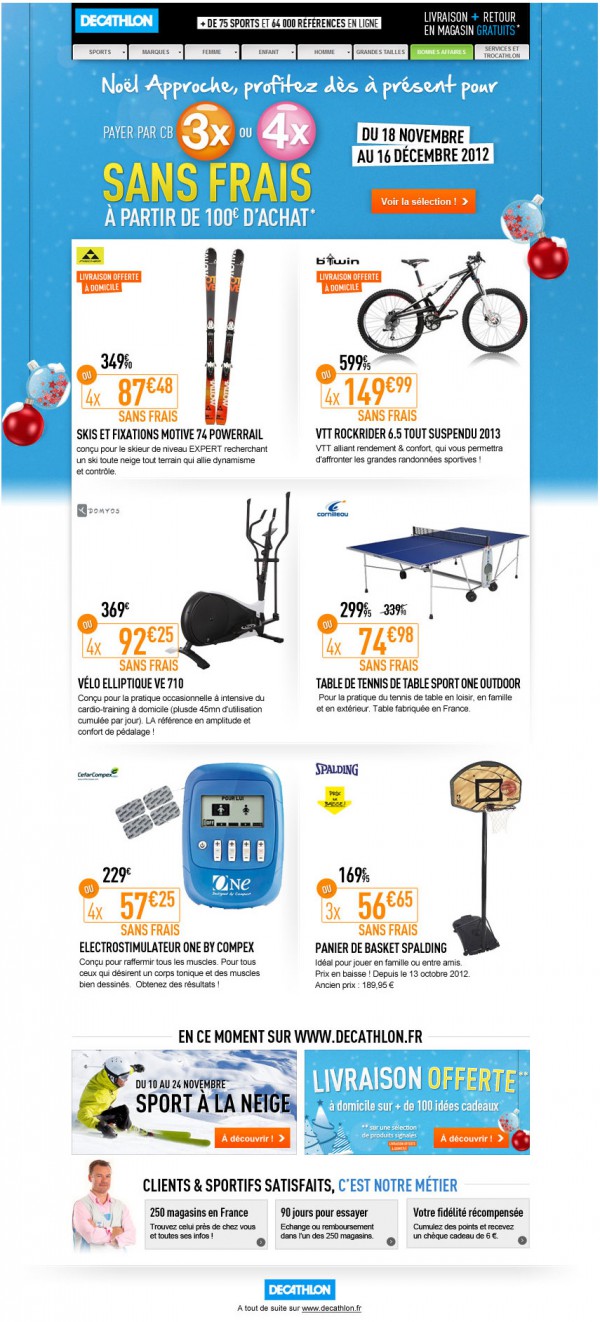 DECATHLON
+ DE 75 SPORTS ET 64 000 RÉFÉRENCES EN LIGNE
LIVRAISON + RETOUR
EN MAGASIN GRATUITS*
SPORTS MARQUES FEMME ENFANT HOMME GRANDES TAILLES BONNES AFFAIRES SERVICES ET TROCATHLON
Noël Approche, profitez dès à présent pour
PAYER PAR CB 3x OU 4x
SANS FRAIS
À PARTIR DE 100€ D'ACHAT*
DU 18 NOVEMBRE
AU 16 DÉCEMBRE 2012
Voir la sélection !
LIVRAISON OFFERTE
À DOMICILE
349€90
OU
4x 87€48
SANS FRAIS
SKIS ET FIXATIONS MOTIVE 74 POWERRAIL
conçu pour le skieur de niveau EXPERT recherchant
un ski toute neige tout terrain qui allie dynamisme
et contrôle.
b'twin
LIVRAISON OFFERTE
À DOMICILE
599€95
OU
4x 149€99
SANS FRAIS
VTT ROCKRIDER 6.5 TOUT SUSPENDU 2013
VTT alliant rendement & confort, qui vous permettra
d'affronter les grandes randonnées sportives !
DOMYOS
369€
OU
4x 92€25
SANS FRAIS
VÉLO ELLIPTIQUE VE 710
Conçu pour la pratique occasionnelle à intensive du
cardio-training à domicile (plusde 45mn d'utilisation
cumulée par jour). LA référence en amplitude et
confort de pédalage !
cornilleau
299€95 339€95
OU
4x 74€98
SANS FRAIS
TABLE DE TENNIS DE TABLE SPORT ONE OUTDOOR
Pour la pratique du tennis de table en loisir, en famille
et en extérieur. Table fabriquée en France.
CefarCompex
POUR LUI
ONE
Designed by Compex
229€
OU
4x 57€25
SANS FRAIS
ELECTROSTIMULATEUR ONE BY COMPEX
Conçu pour raffermir tous les muscles. Pour tous
ceux qui désirent un corps tonique et des muscles
bien dessinés. Obtenez des résultats !
SPALDING
PRIX
EN
BAISSE!
169€95
OU
3x 56€65
SANS FRAIS
PANIER DE BASKET SPALDING
Idéal pour jouer en famille ou entre amis.
Prix en baisse ! Depuis le 13 octobre 2012.
Ancien prix : 189,95 €
EN CE MOMENT SUR WWW.DECATHLON.FR
DU 10 AU 24 NOVEMBRE
SPORT À LA NEIGE
À découvrir !
LIVRAISON OFFERTE**
à domicile sur + de 100 idées cadeaux
** sur une sélection
de produits signalés
LIVRAISON OFFERTE
À DOMICILE
À découvrir !
CLIENTS & SPORTIFS SATISFAITS, C'EST NOTRE MÉTIER
250 magasins en France
Trouvez celui près de chez vous
et toutes ses infos !
90 jours pour essayer
Echange ou remboursement
dans l'un des 250 magasins.
Votre fidélité récompensée
Cumulez des points et recevez
un chèque cadeau de 6 €.
DECATHLON
A tout de suite sur www.decathlon.fr